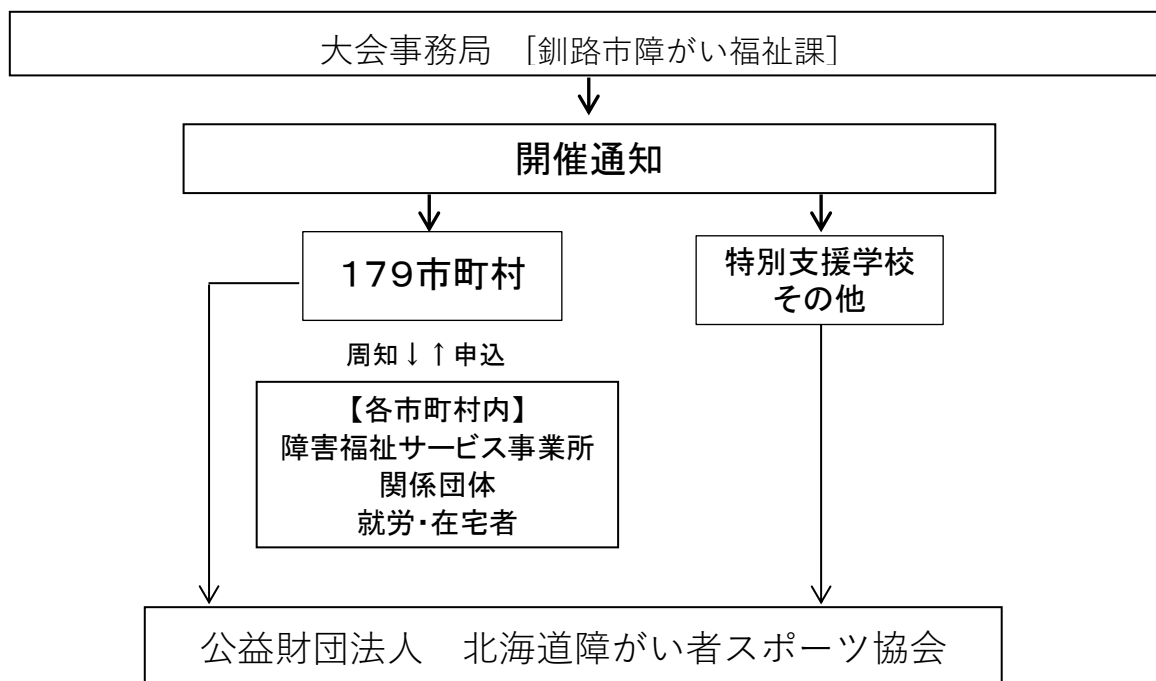 大会事務局　[釧路市障がい福祉課]
開催通知
１７９市町村
特別支援学校
その他
周知↓↑申込
【各市町村内】
障害福祉サービス事業所
関係団体
就労・在宅者
公益財団法人　北海道障がい者スポーツ協会